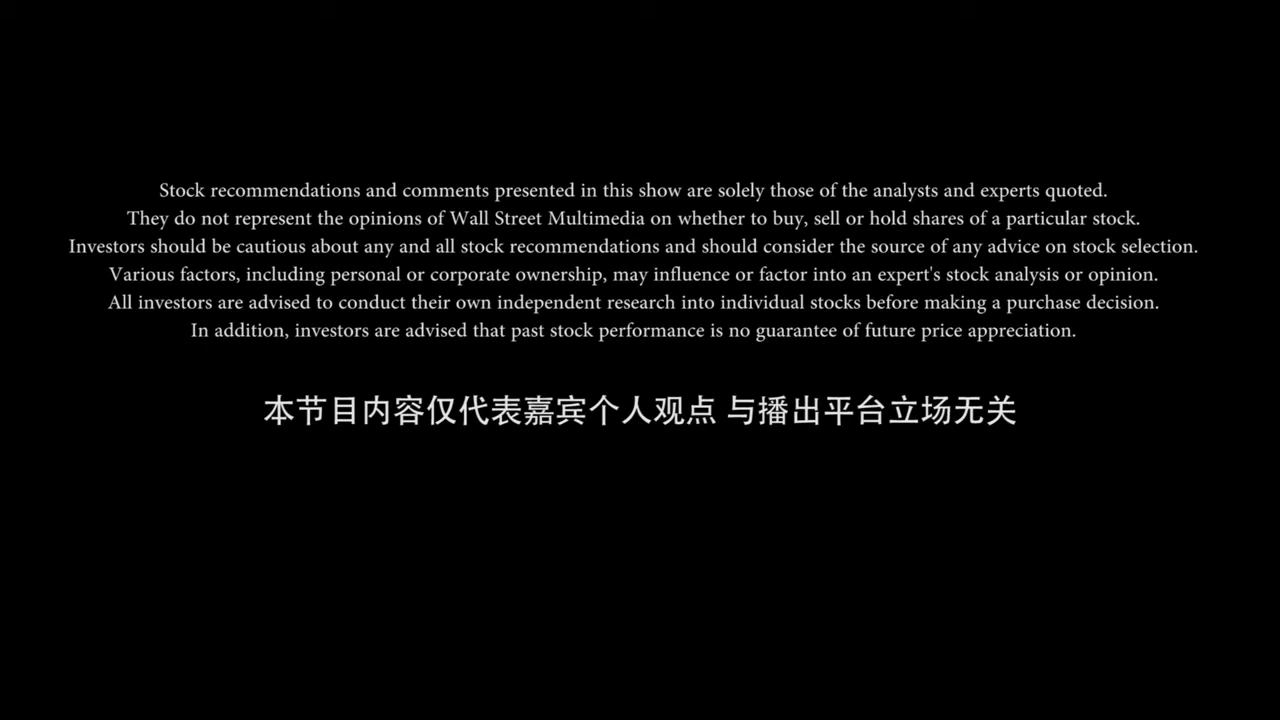 Stock recommendations and comments presented in this show are solely those of the analysts and experts quoted.
They do not represent the opinions of Wall Street Multimedia on whether to buy, sell or hold shares of a particular stock.
Investors should be cautious about any and all stock recommendations and should consider the source of any advice on stock selection.
Various factors, including personal or corporate ownership, may influence or factor into an expert's stock analysis or opinion.
All investors are advised to conduct their own independent research into individual stocks before making a purchase decision.
In addition, investors are advised that past stock performance is no guarantee of future price appreciation.
本节目内容仅代表嘉宾个人观点 与播出平台立场无关